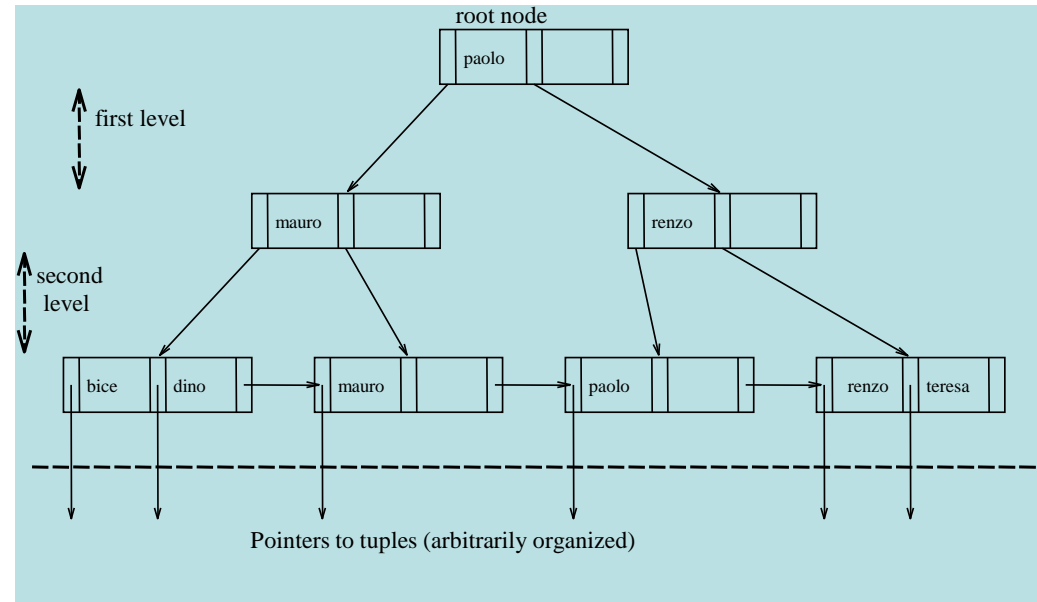 root node
paolo
first level
mauro
renzo
second
level
bice
dino
mauro
paolo
renzo
teresa
Pointers to tuples (arbitrarily organized)